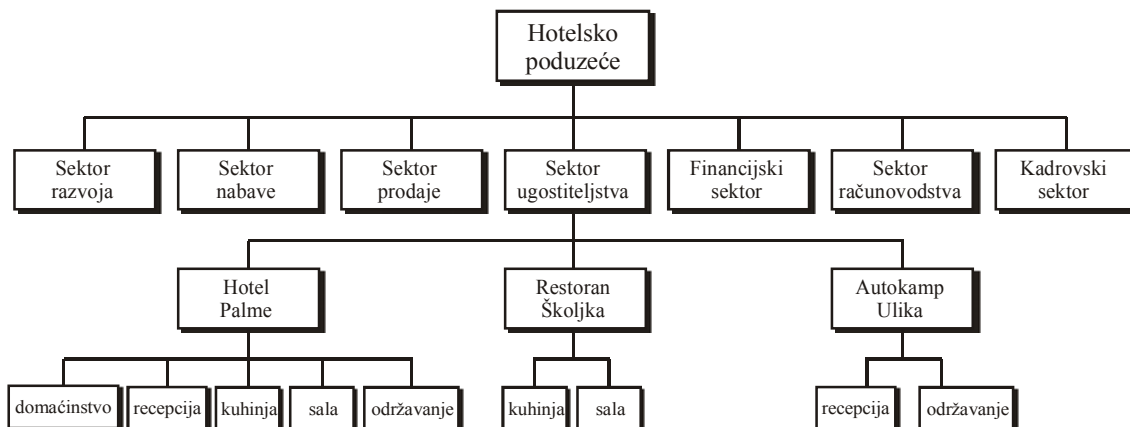 Hotelsko
poduzeće
Sektor
razvoja
Sektor
nabave
Sektor
prodaje
Sektor
ugostiteljstva
Financijski
sektor
Sektor
računovodstva
Kadrovski
sektor
Hotel
Palme
Restoran
Školjka
Autokamp
Ulika
domaćinstvo
recepcija
kuhinja
sala
održavanje
kuhinja
sala
recepcija
održavanje